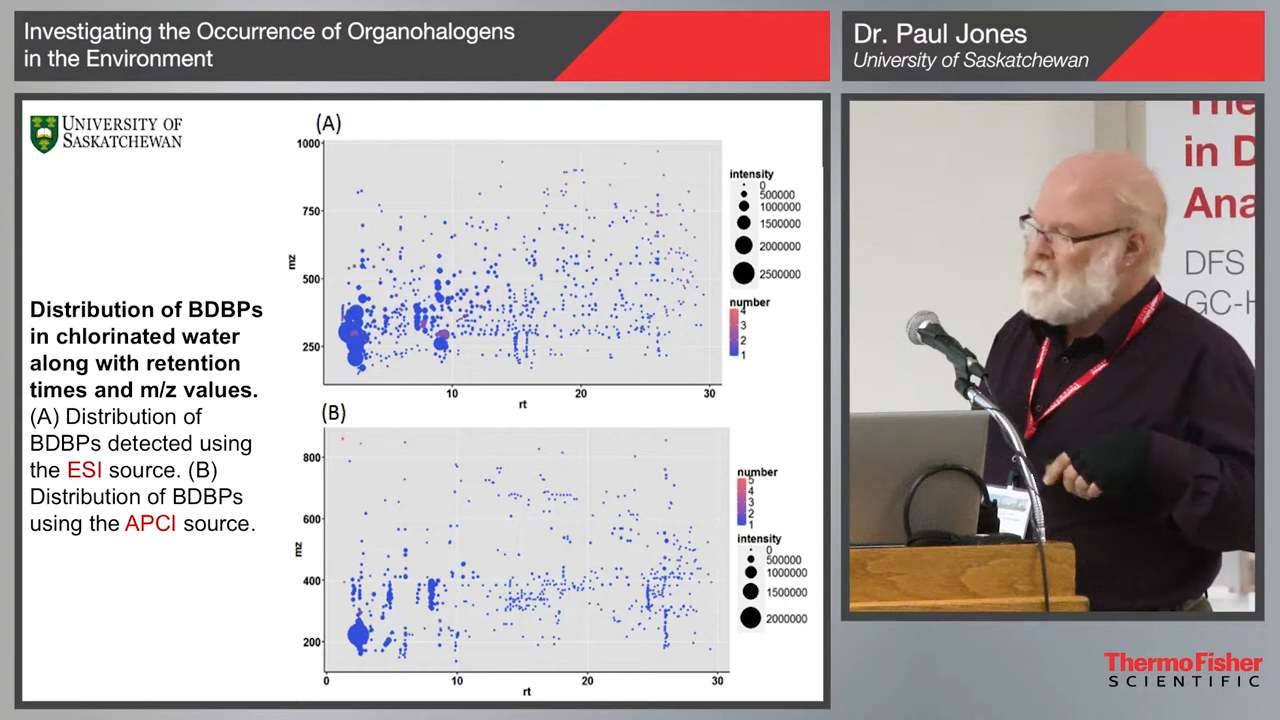 Investigating the Occurrence of Organohalogens
in the Environment
Dr. Paul Jones
University of Saskatchewan
UNIVERSITY OF
SASKATCHEWAN
Distribution of BDBPs
in chlorinated water
along with retention
times and m/z values.
(A) Distribution of
BDBPs detected using
the ESI source. (B)
Distribution of BDBPs
using the APCI source.
(A)
1000
750
500
250
mz
10
20
30
rt
intensity
0
500000
1000000
1500000
2000000
2500000
number
4
3
2
1
(B)
800
600
400
200
mz
0
10
20
30
rt
number
5
4
3
2
1
intensity
0
500000
1000000
1500000
2000000
in D
Ana
DFS
GC-H
ThermoFisher
SCIENTIFIC